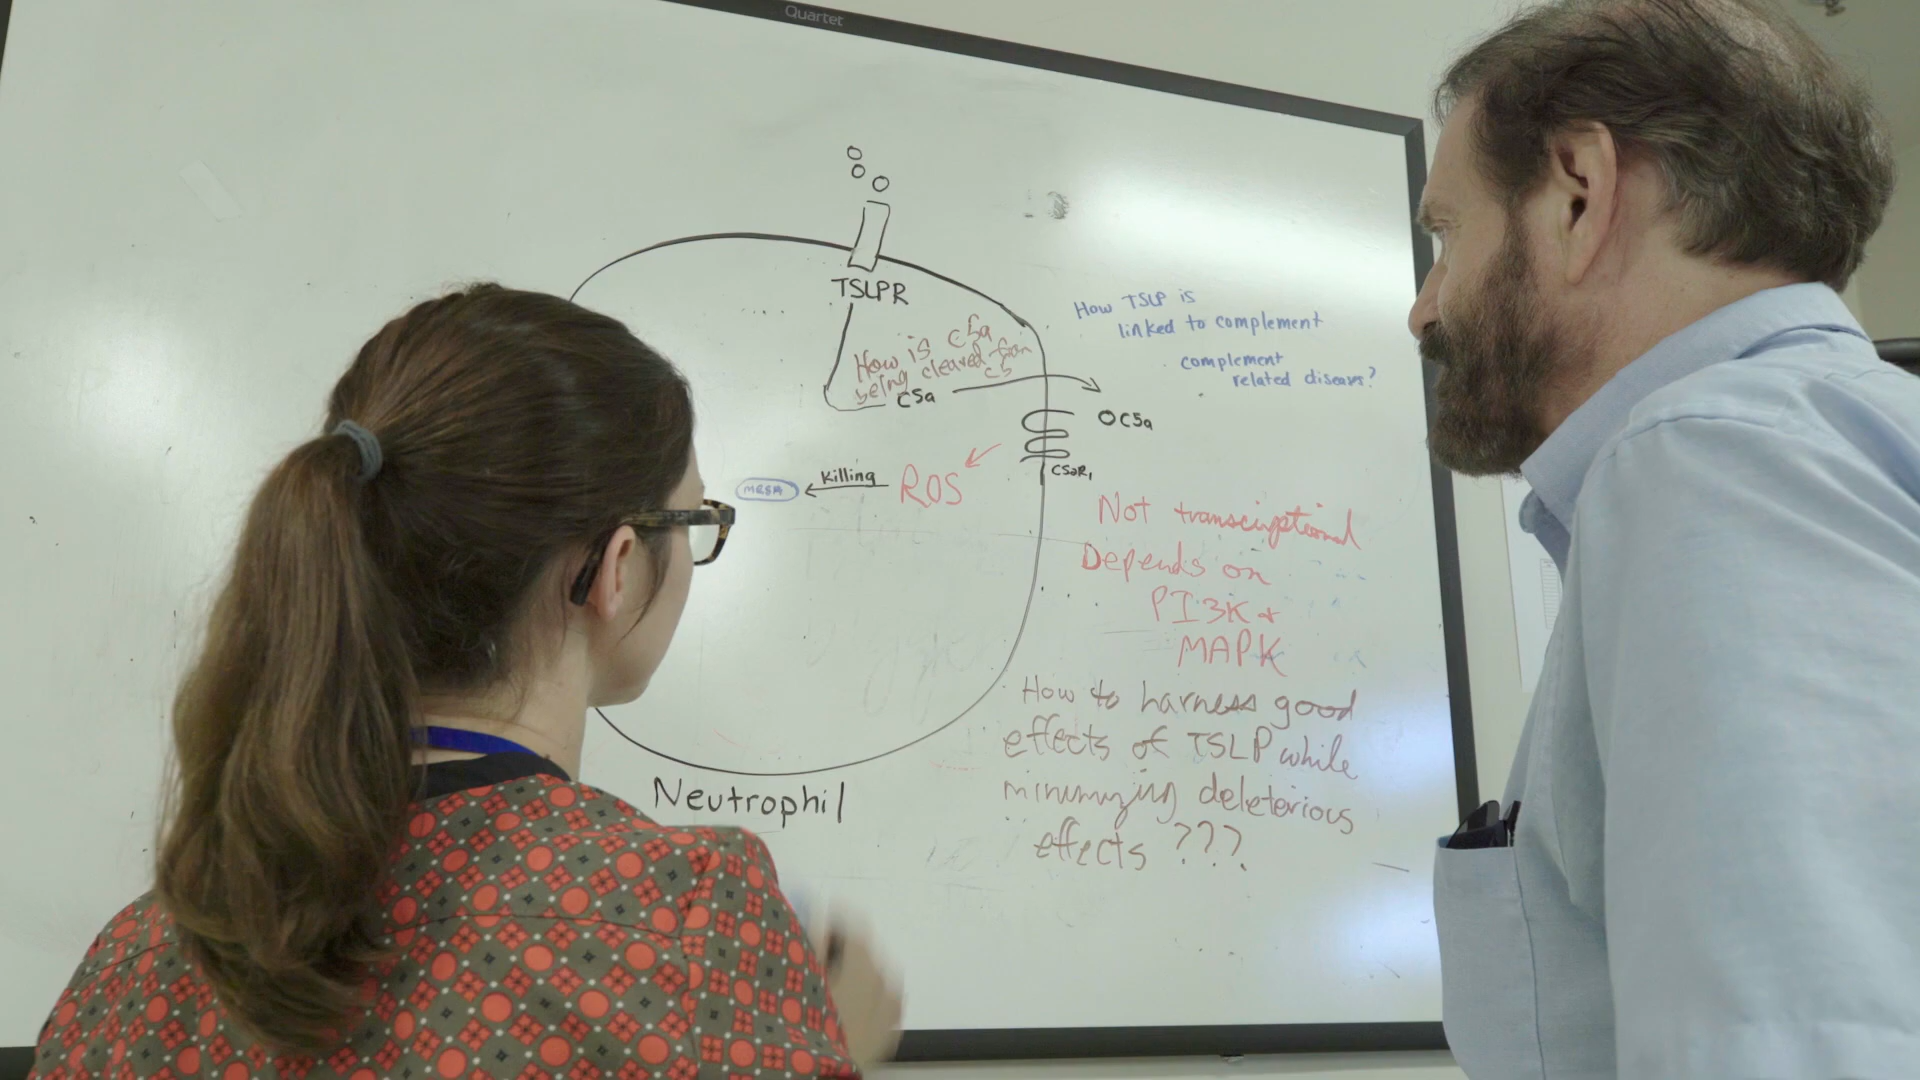 Quartet
TSLPR
How is C5a
being cleaved from
C5
C5a
How TSLP is
linked to complement
complement
related diseases?
OC5a
C5aR1
Killing
ROS
MRSA
Not transcriptional
Depends on
PI3K +
MAPK
How to harness good
effects of TSLP while
minimizing deleterious
effects ???
Neutrophil